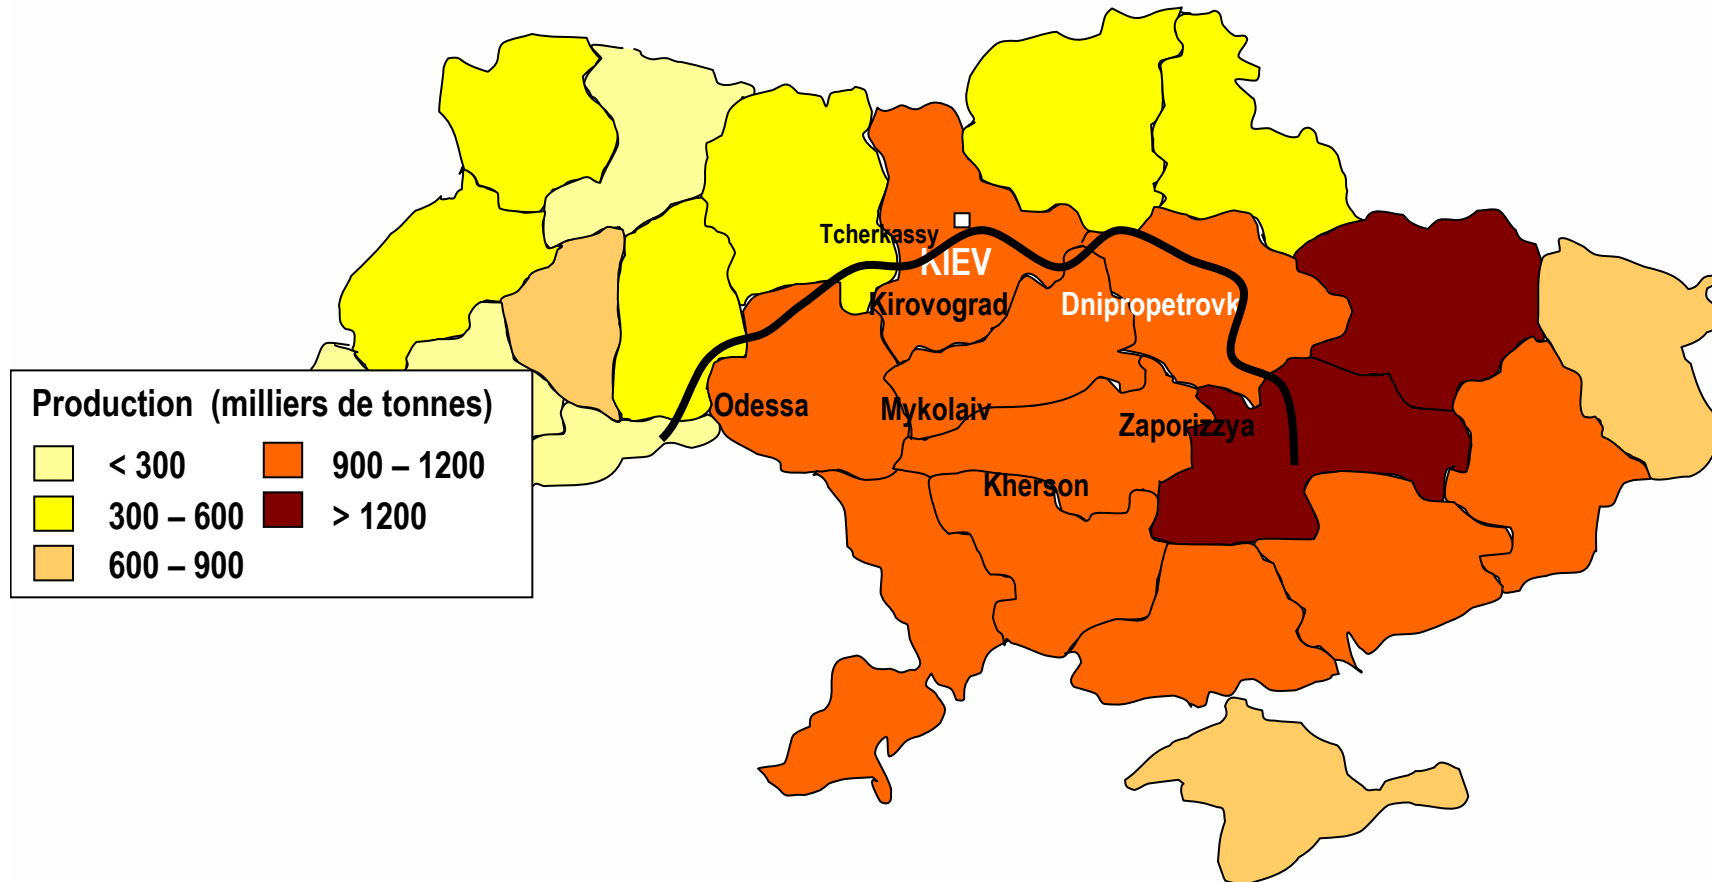 Tcherkassy
KIEV
Kirovograd
Dnipropetrovk
Odessa
Mykolaiv
Zaporizzya
Kherson
Production (milliers de tonnes)
< 300
900 – 1200
300 – 600
> 1200
600 – 900